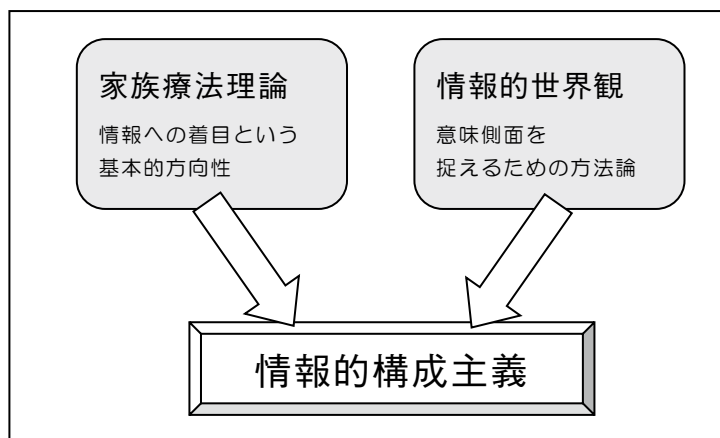 家族療法理論
情報への着目という
基本的方向性
情報的世界観
意味側面を
捉えるための方法論
情報的構成主義